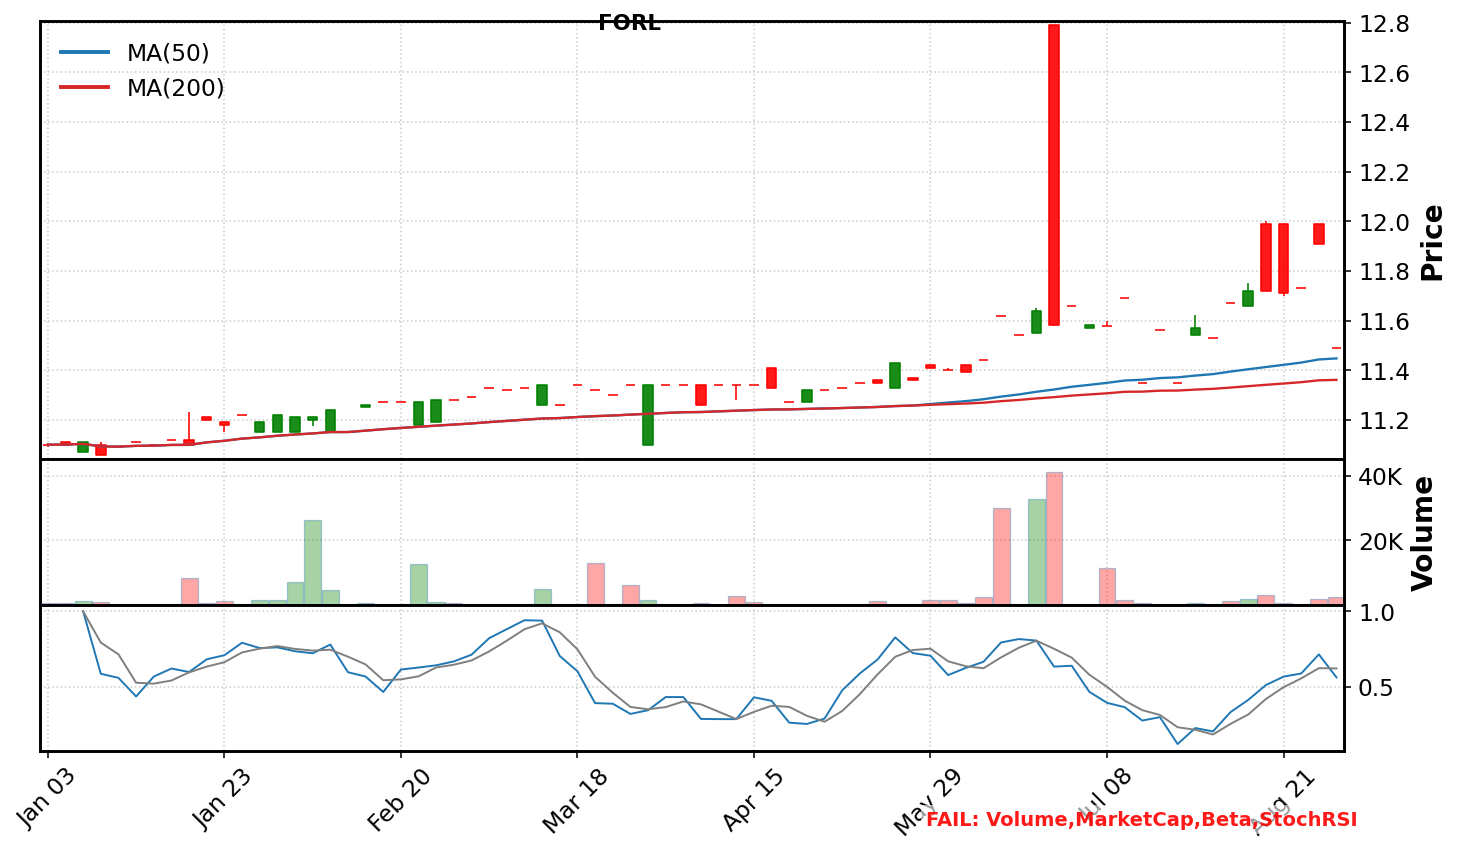 FORL
MA(50)
MA(200)
12.8
12.6
12.4
12.2
12.0
11.8
11.6
11.4
11.2
Price
40K
20K
Volume
1.0
0.5
Jan 03
Jan 23
Feb 20
Mar 18
Apr 15
May 29
Jul 08
Aug 21
FAIL: Volume,MarketCap,Beta,StochRSI